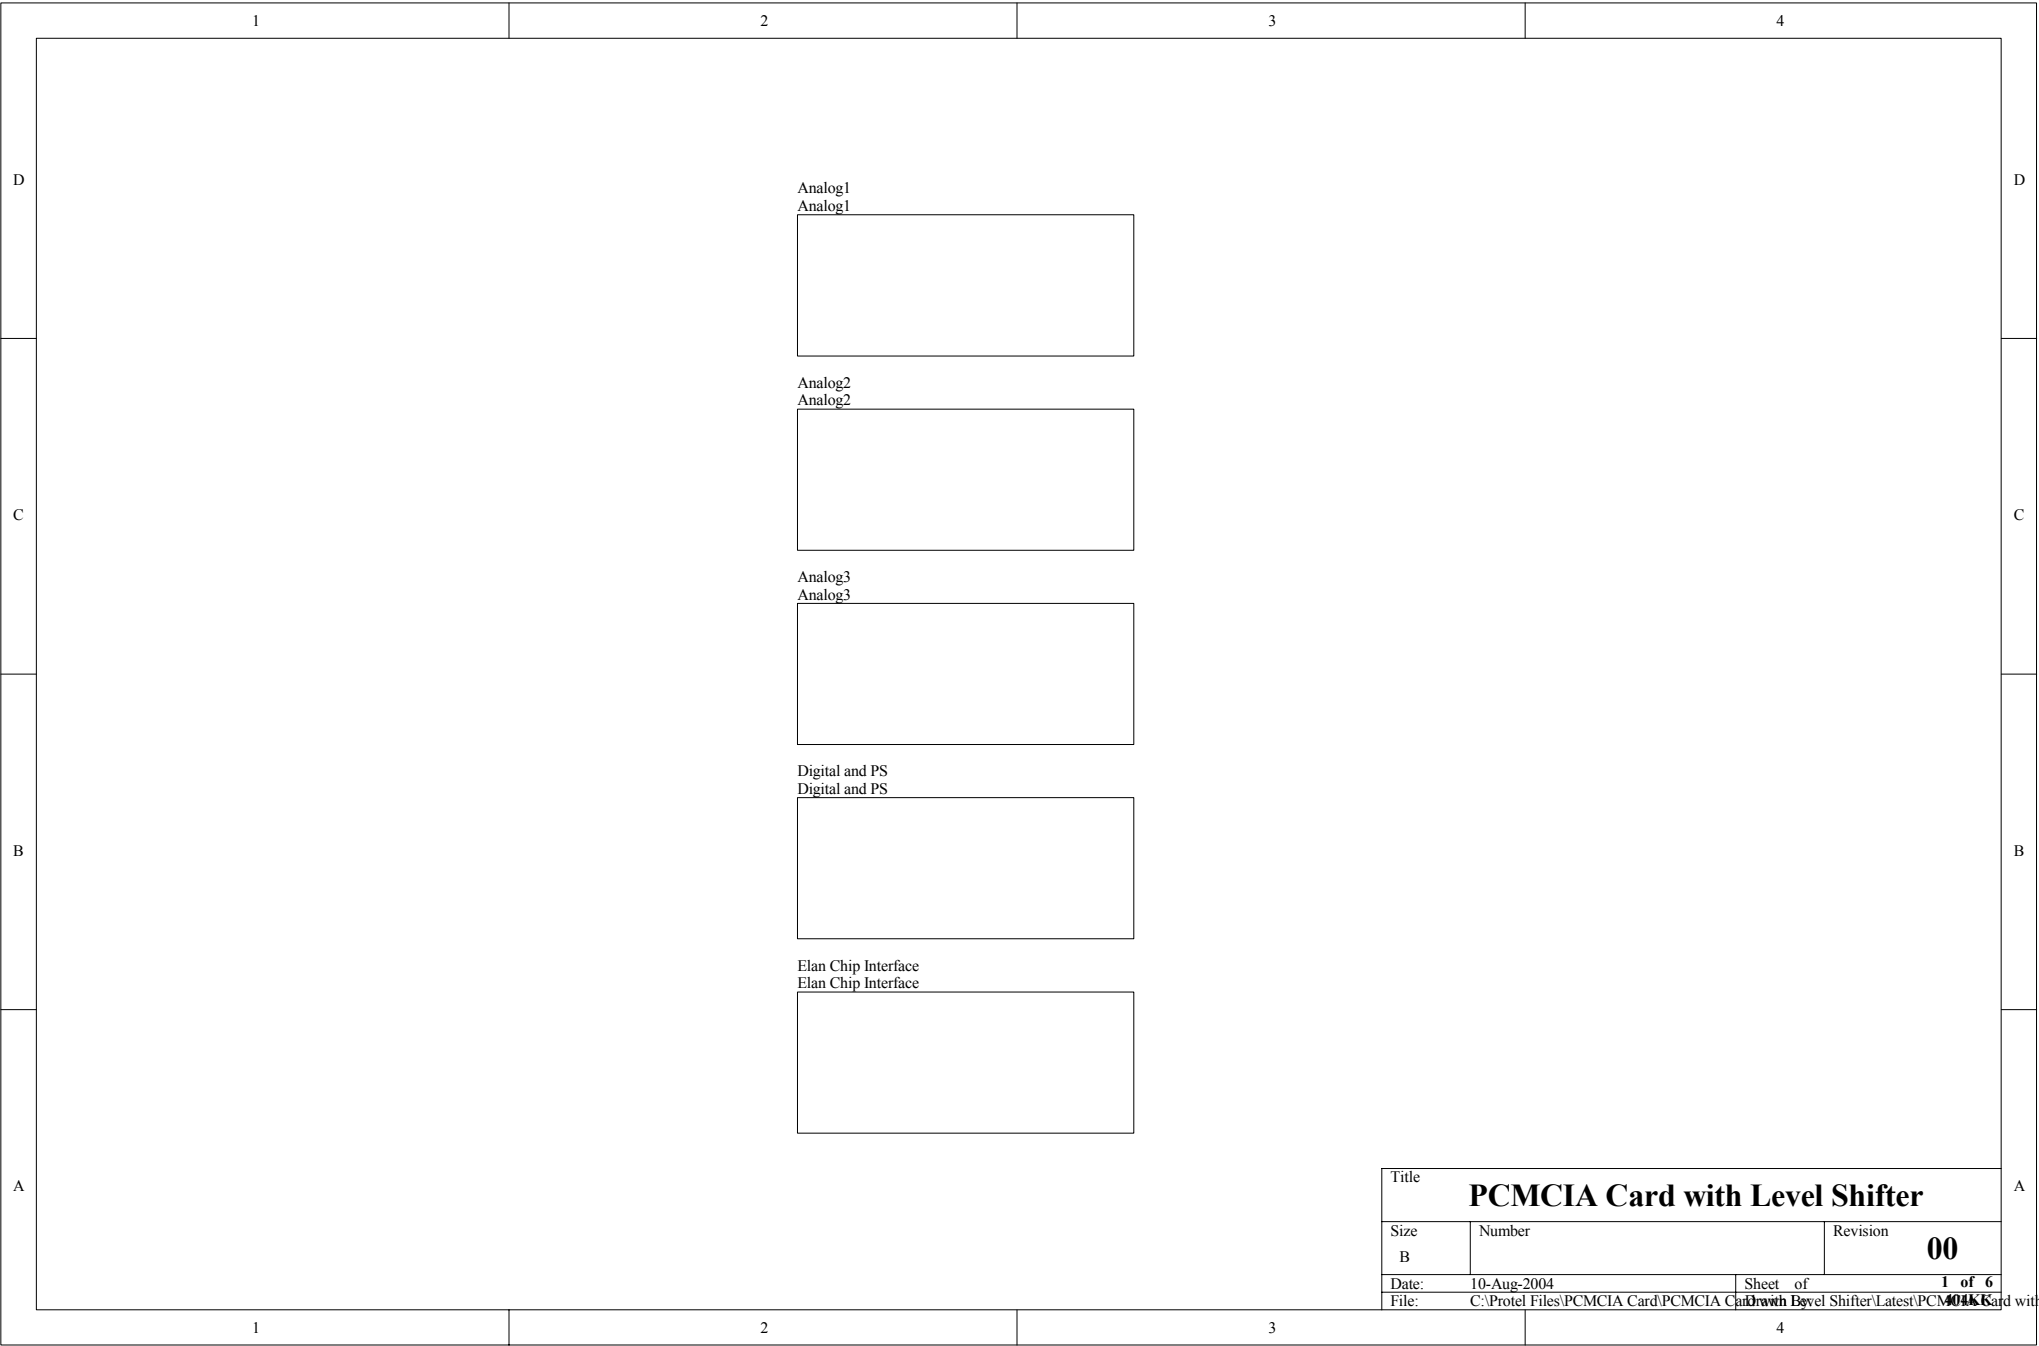 1 2 3 4
D D
Analog1
Analog1
C C
Analog2
Analog2
Analog3
Analog3
B B
Digital and PS
Digital and PS
Elan Chip Interface
Elan Chip Interface
A A
Title
PCMCIA Card with Level Shifter
Size Number Revision
B 00
Date: 10-Aug-2004 Sheet of 1 of 6
File: C:\Protel Files\PCMCIA Card\PCMCIA Card with Level Shifter\Latest\PCMCIA Card with
Drawn By:
1 2 3 4